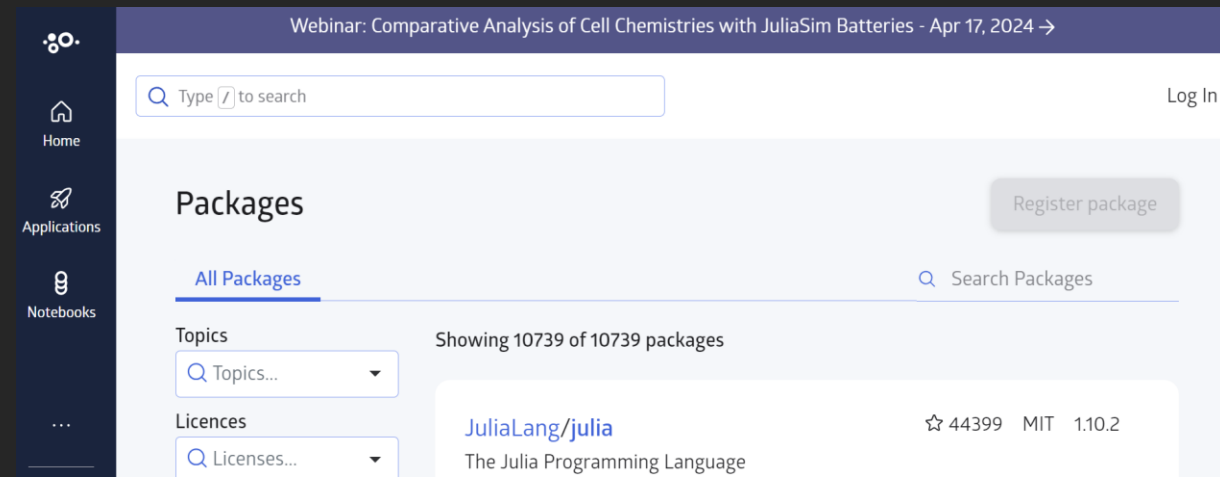 Webinar: Comparative Analysis of Cell Chemistries with JuliaSim Batteries - Apr 17, 2024 →
Type / to search
Log In
Home
Applications
Notebooks
...
Packages
Register package
All Packages
Search Packages
Topics
Topics...
Showing 10739 of 10739 packages
Licences
Licenses...
JuliaLang/julia
44399 MIT 1.10.2
The Julia Programming Language